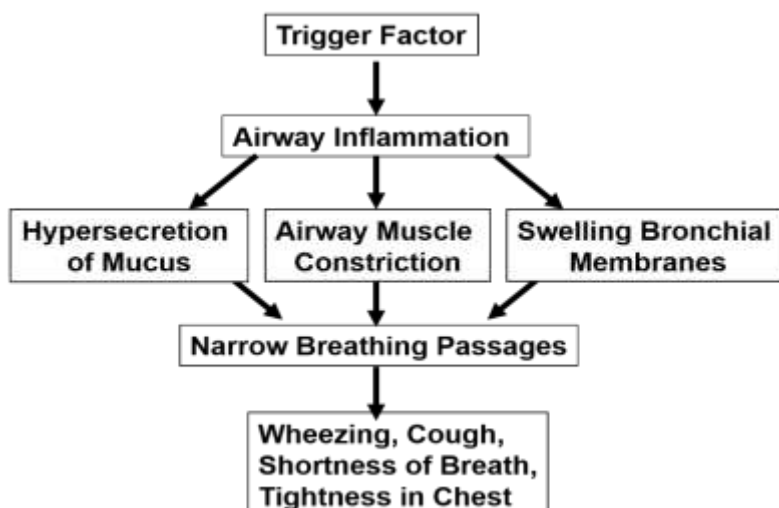 Trigger Factor
Airway Inflammation
Hypersecretion
of Mucus
Airway Muscle
Constriction
Swelling Bronchial
Membranes
Narrow Breathing Passages
Wheezing, Cough,
Shortness of Breath,
Tightness in Chest